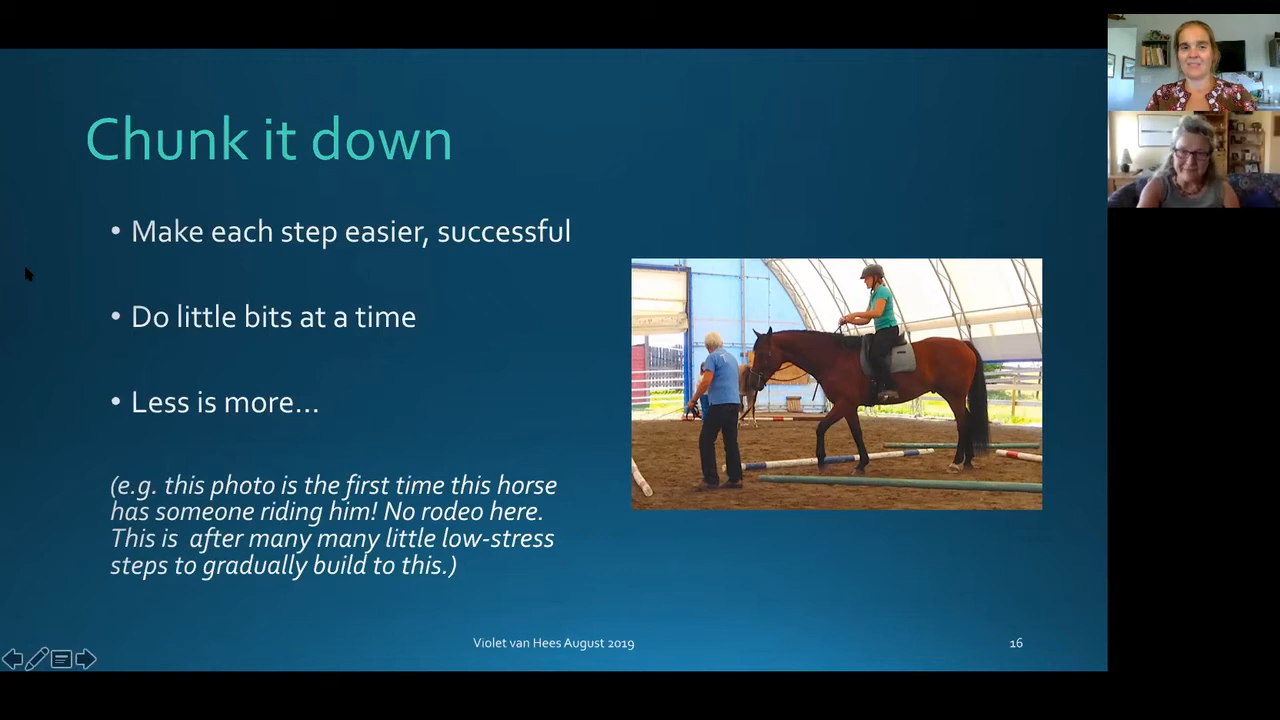 Chunk it down
• Make each step easier, successful
• Do little bits at a time
• Less is more...
(e.g. this photo is the first time this horse
has someone riding him! No rodeo here.
This is after many many little low-stress
steps to gradually build to this.)
Violet van Hees August 2019
16